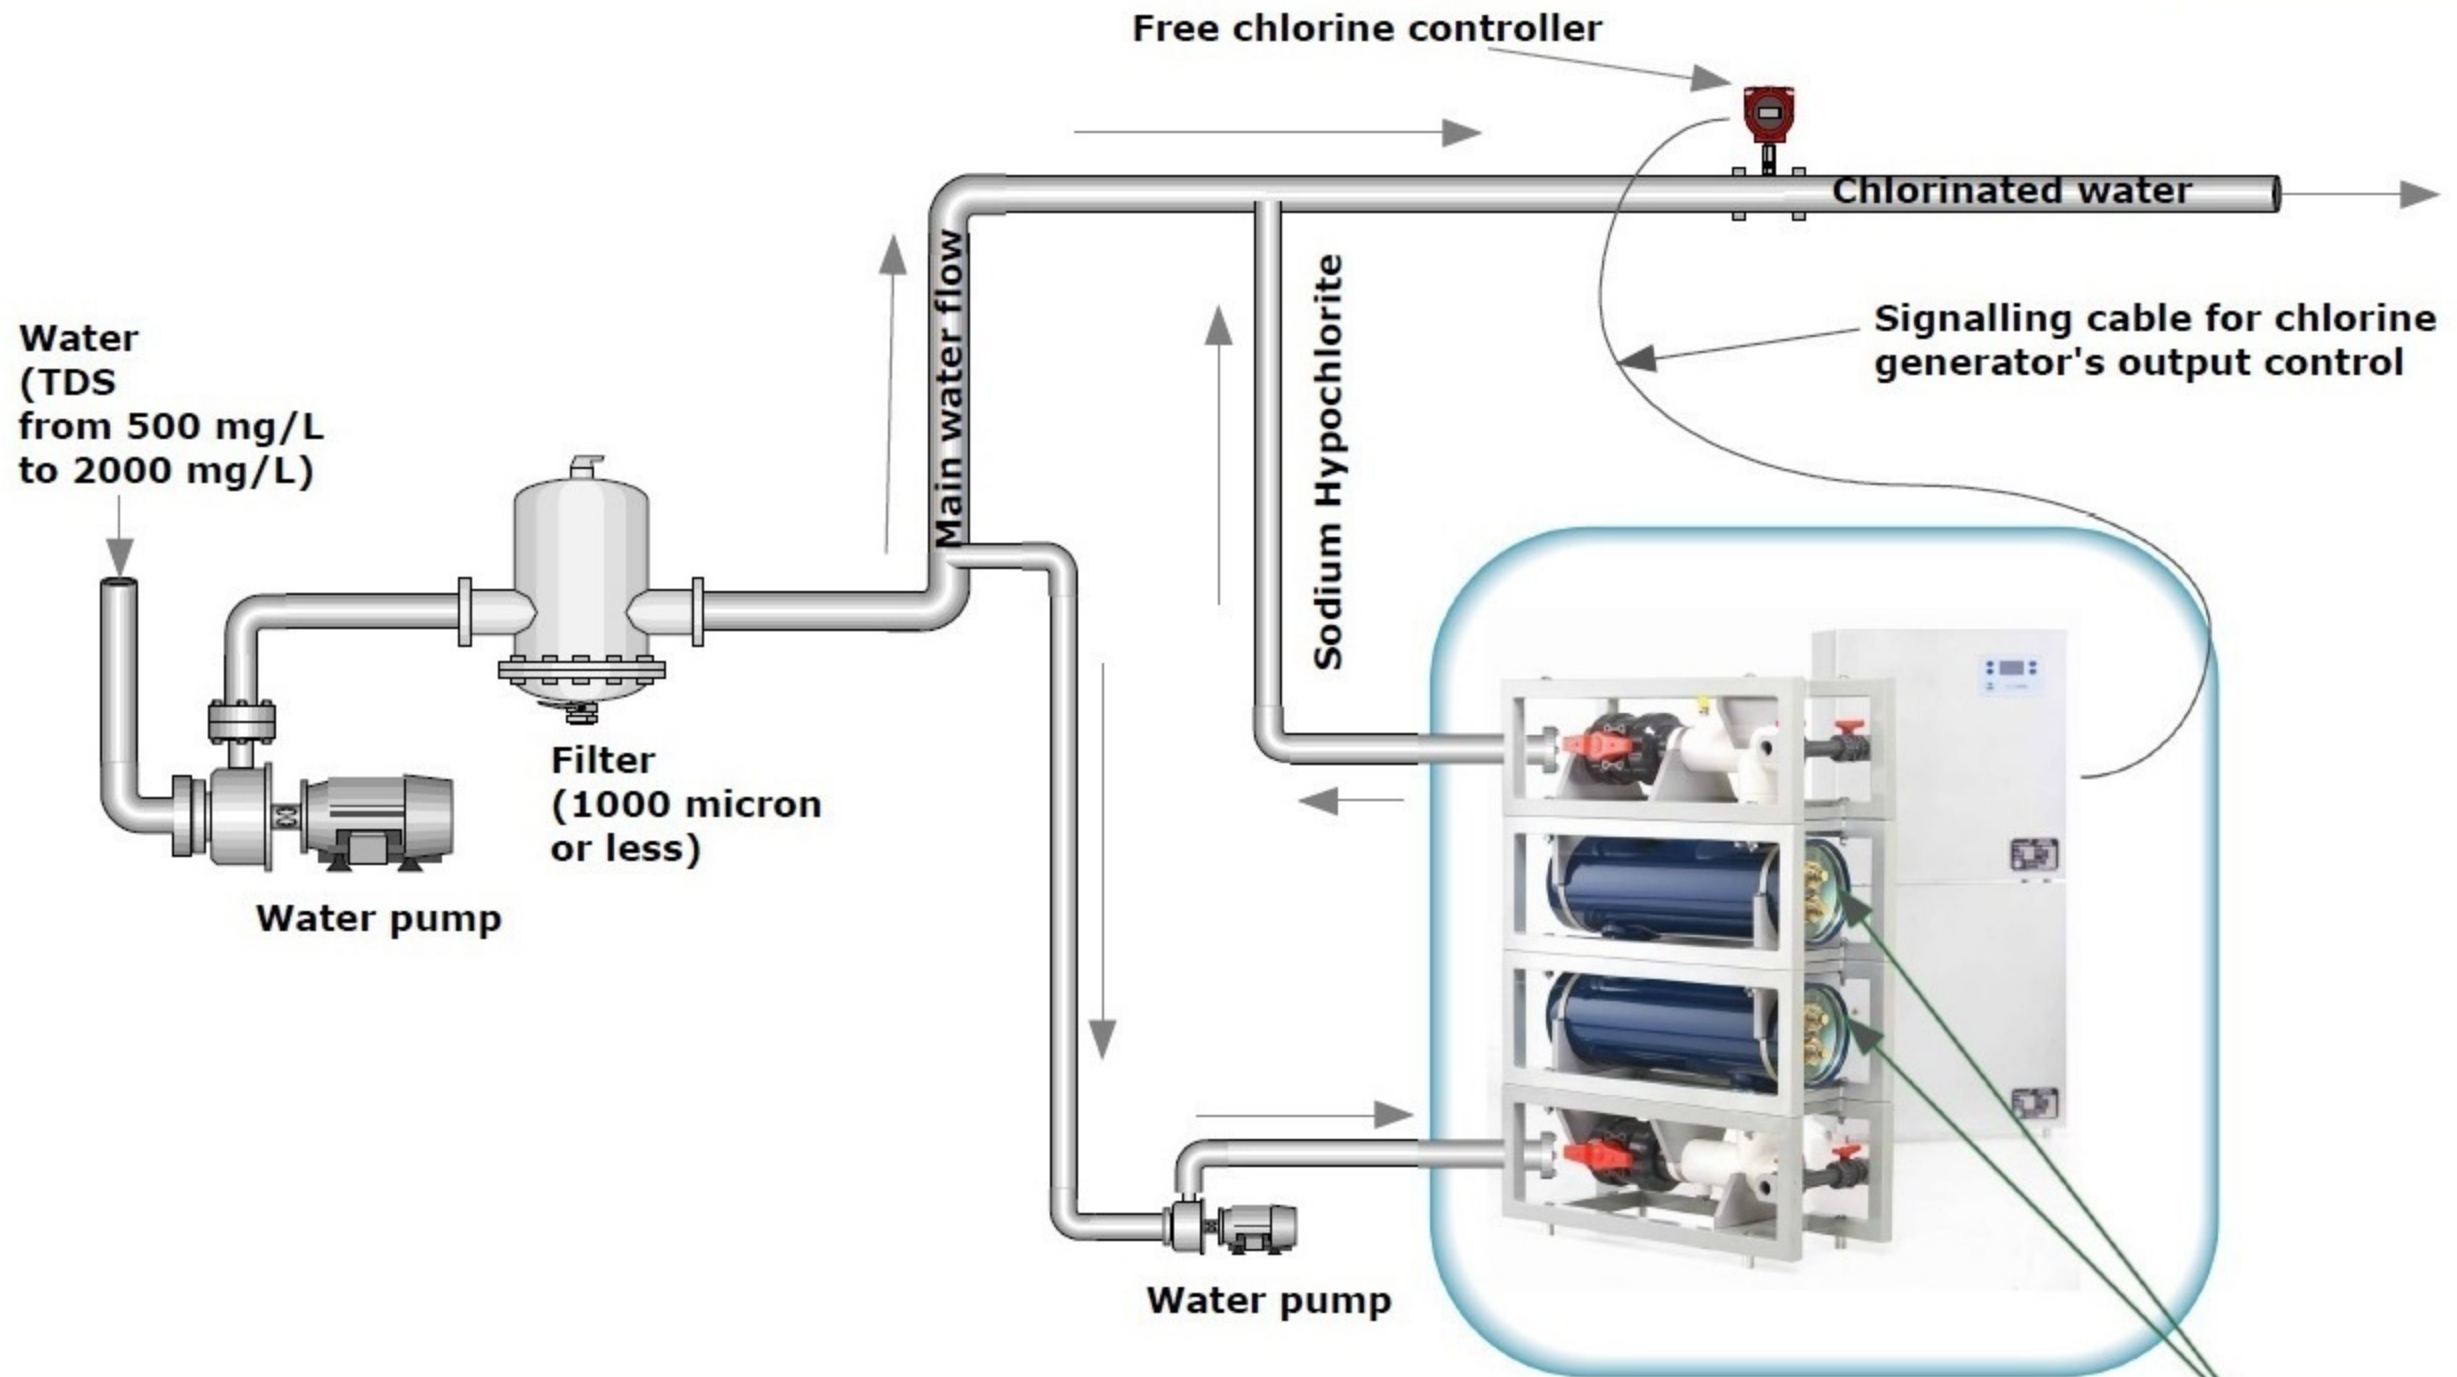 Free chlorine controller
Chlorinated water
Main water flow
Sodium Hypochlorite
Signalling cable for chlorine
generator's output control
Water
(TDS
from 500 mg/L
to 2000 mg/L)
Filter
(1000 micron
or less)
Water pump
Water pump